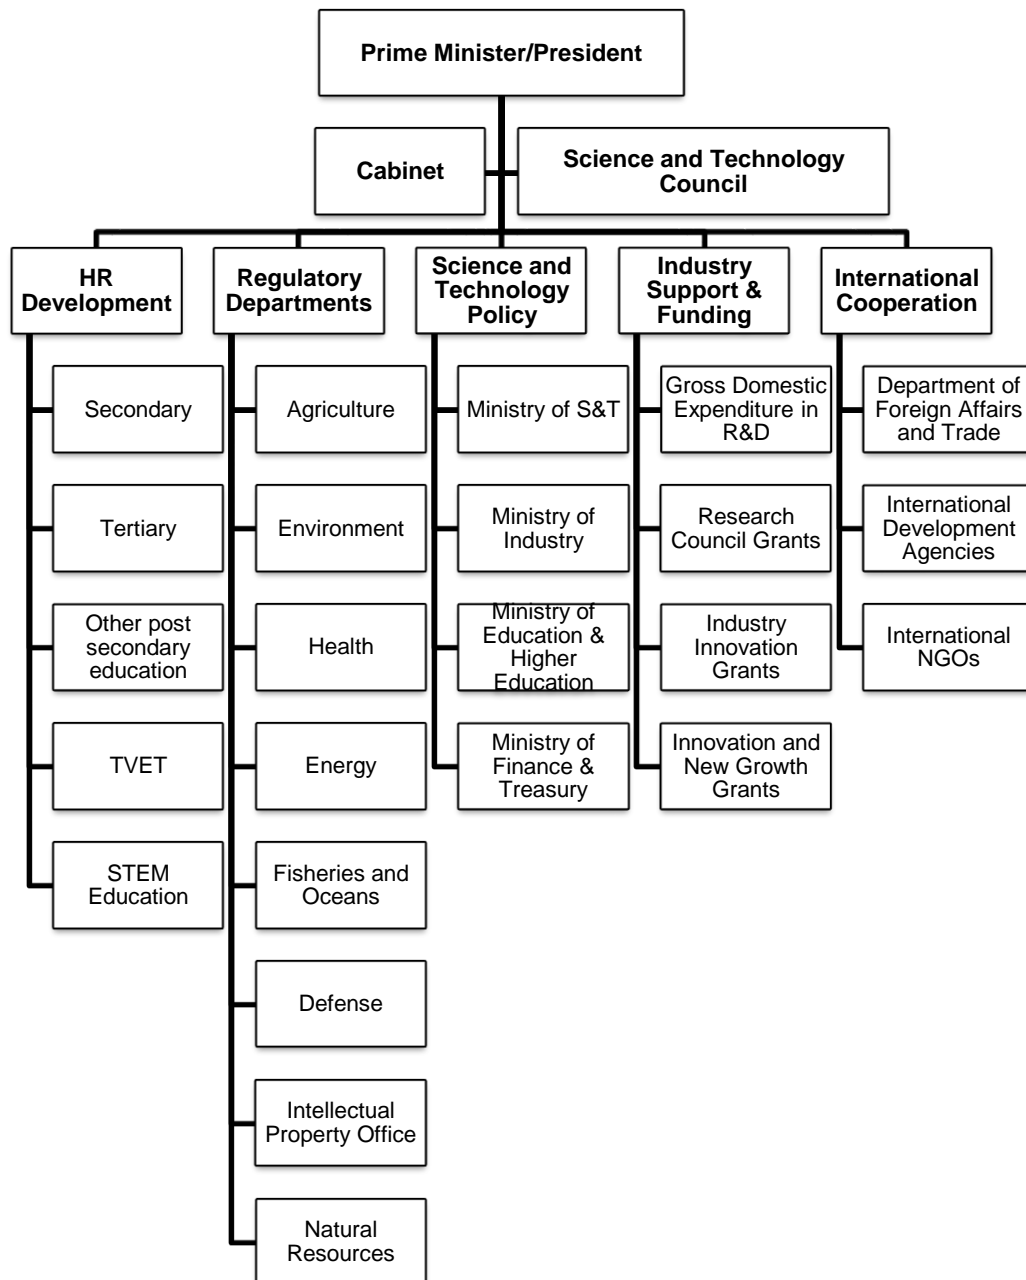 Prime Minister/President
Cabinet
Science and Technology
Council
HR
Development
Regulatory
Departments
Science and
Technology
Policy
Industry
Support &
Funding
International
Cooperation
Secondary
Tertiary
Other post
secondary
education
TVET
STEM
Education
Agriculture
Environment
Health
Energy
Fisheries and
Oceans
Defense
Intellectual
Property Office
Natural
Resources
Ministry of S&T
Ministry of
Industry
Ministry of
Education &
Higher
Education
Ministry of
Finance &
Treasury
Gross Domestic
Expenditure in
R&D
Research
Council Grants
Industry
Innovation
Grants
Innovation and
New Growth
Grants
Department of
Foreign Affairs
and Trade
International
Development
Agencies
International
NGOs